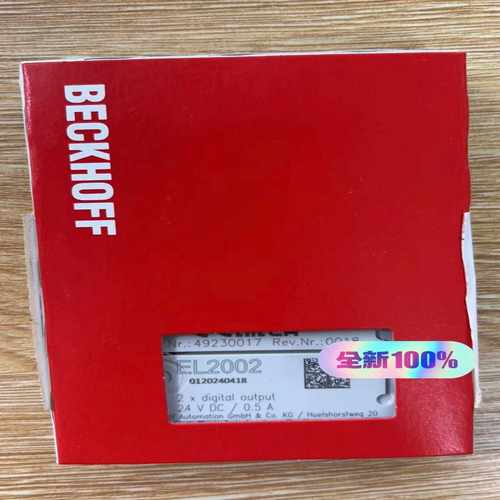 BECKHOFF
Nr.: 49230017 Rev.Nr.: 0018
EL2002
0120240418
2 x digital output
24 V DC / 0.5 A
Automation GmbH & Co. KG / Huelshorstweg 20
全新100%